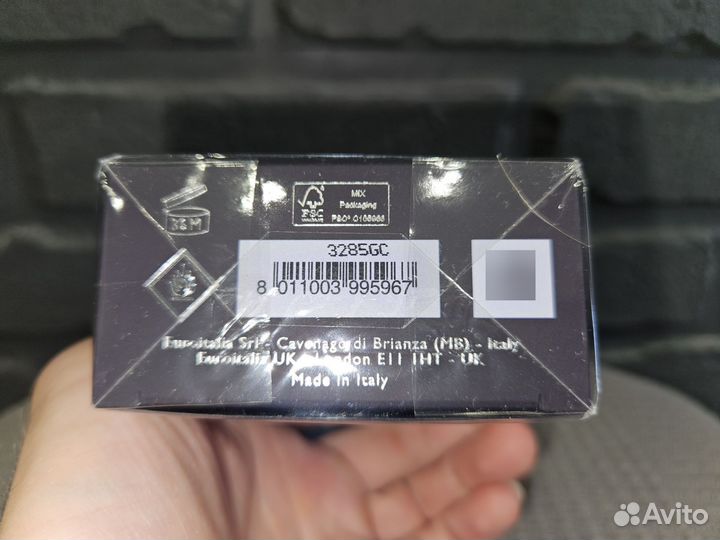 MIX
Packaging
FSC
3285GC
8 011003 995967
Euroitalia Srl - Cavenago di Brianza (MB) - Italy
Euroitalia UK - London E11 1HT - UK
Made in Italy
Avito